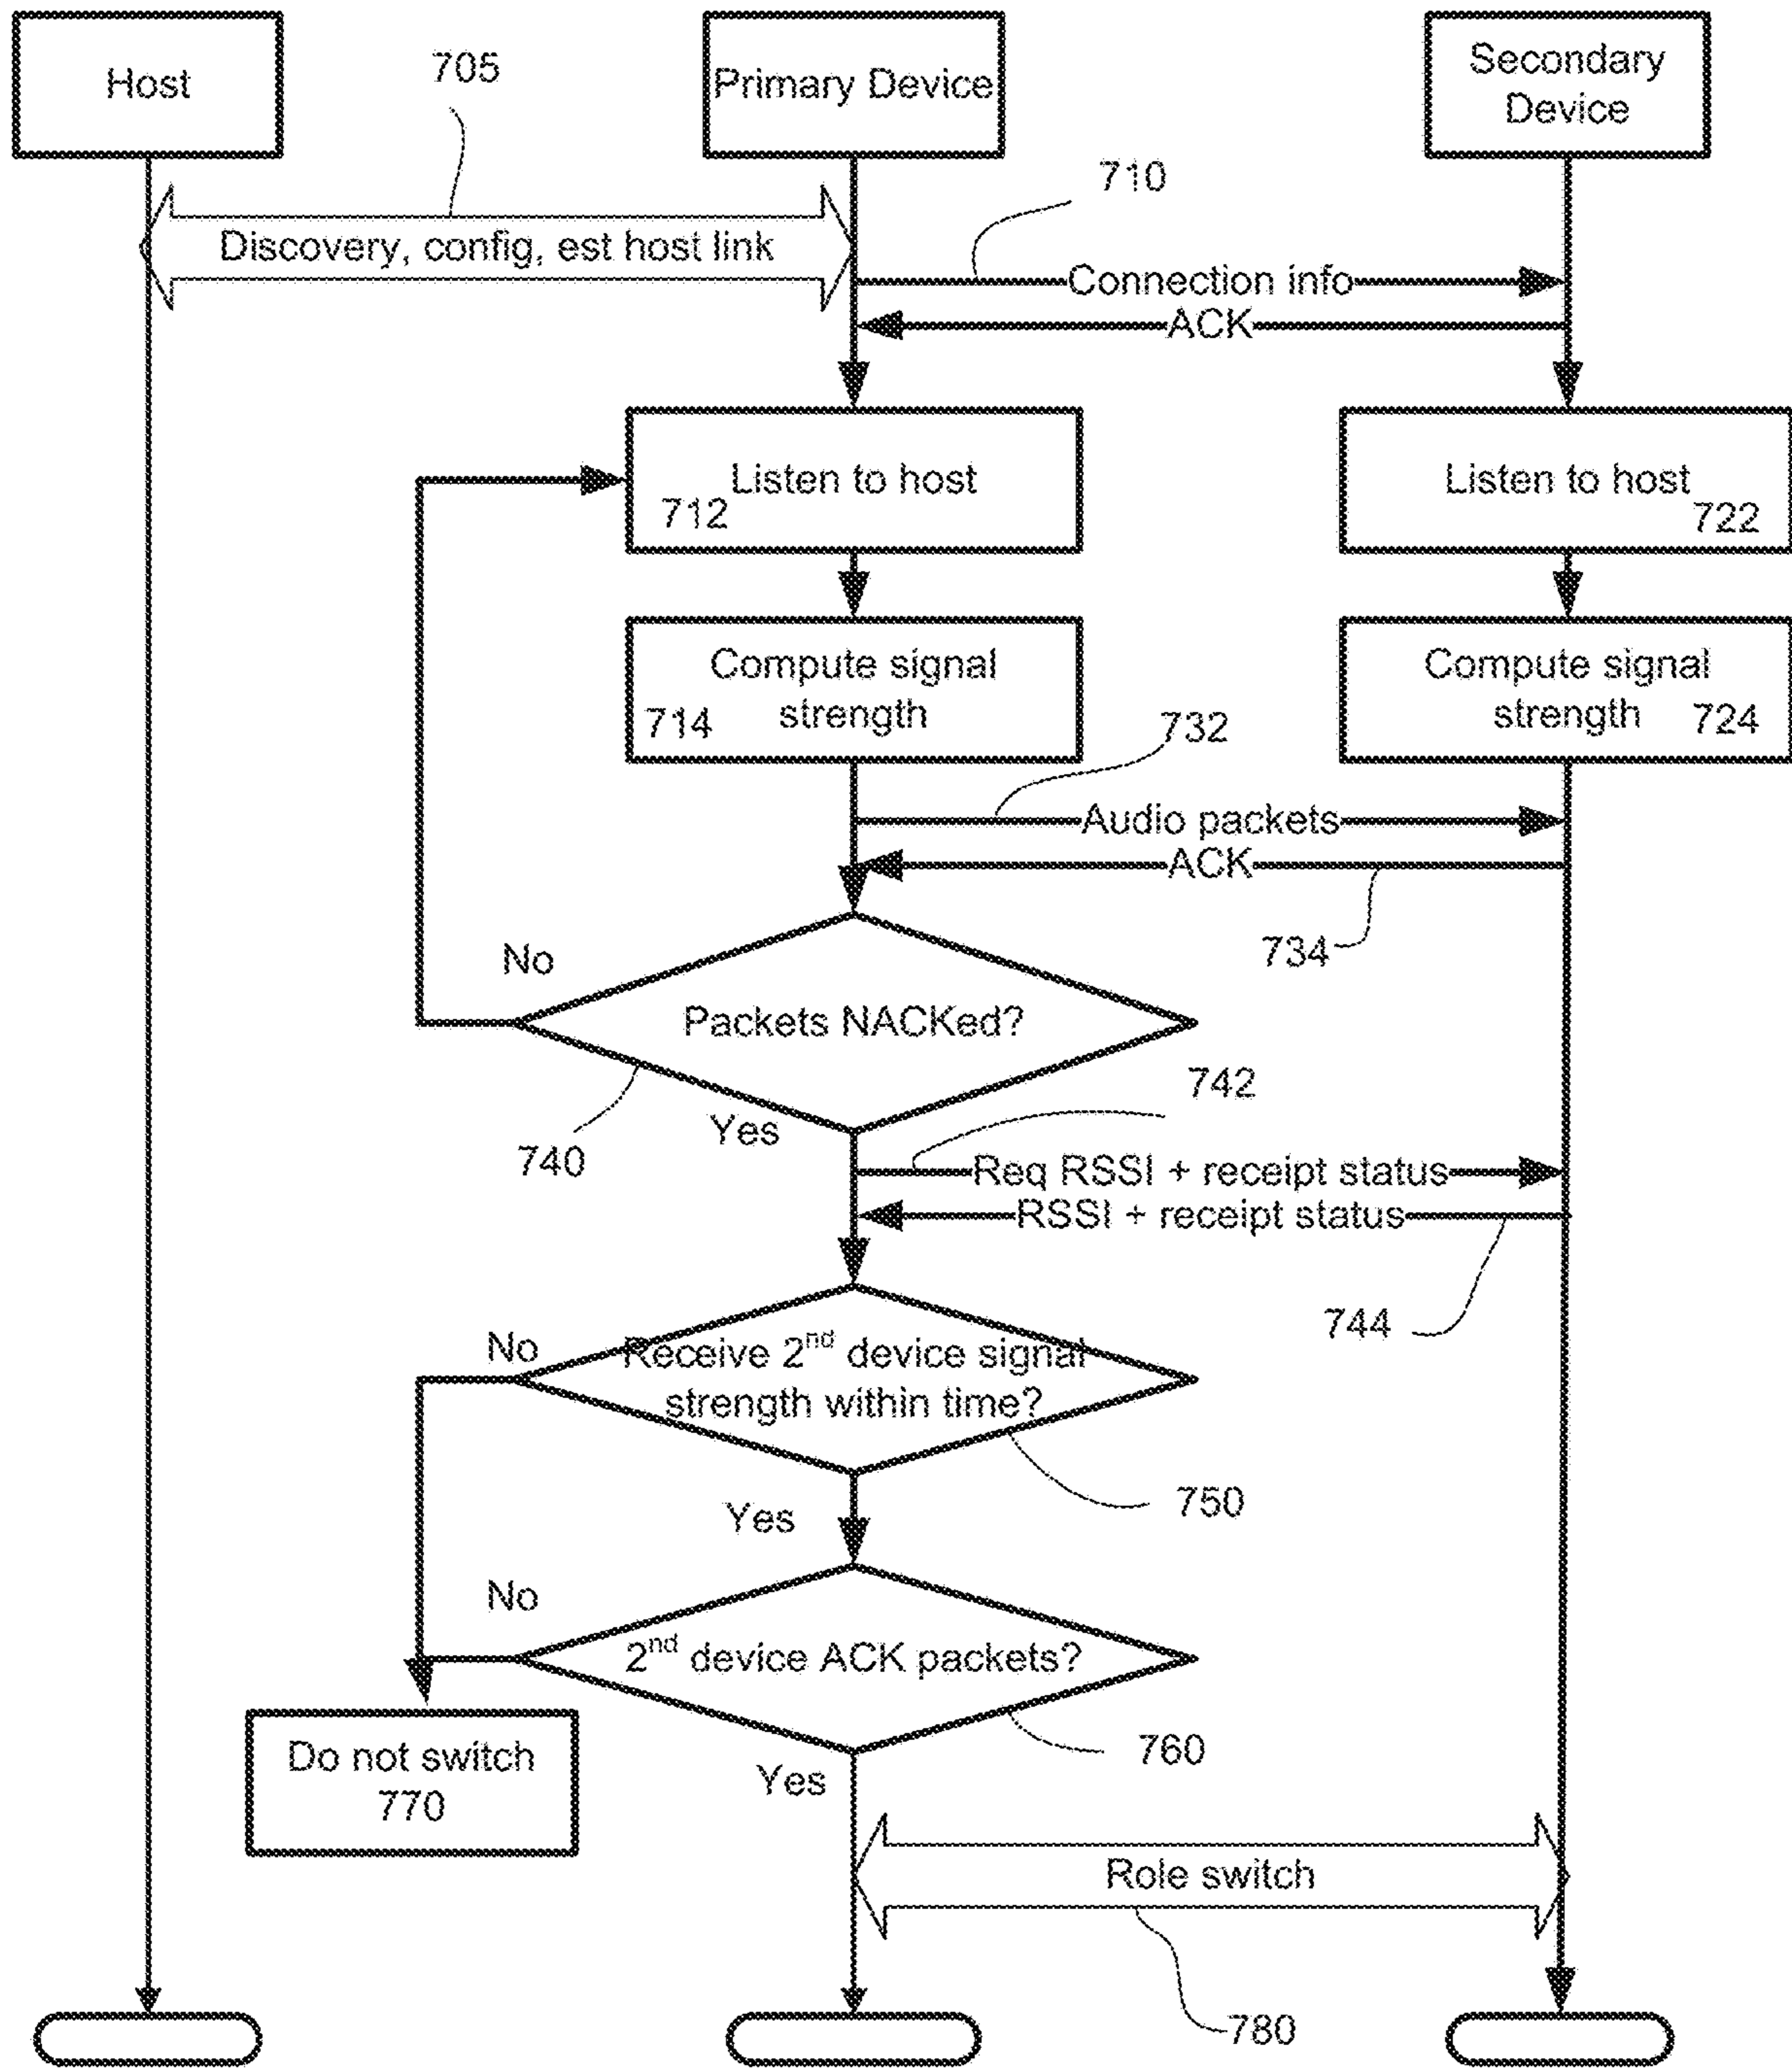 Host
705
Primary Device
Secondary
Device
710
Discovery, config, est host link
Connection info
ACK
Listen to host
712
Listen to host
722
Compute signal
strength
714
Compute signal
strength
724
732
Audio packets
ACK
734
No
Packets NACKed?
740
Yes
742
Req RSSI + receipt status
RSSI + receipt status
744
No
Receive 2nd device signal
strength within time?
750
Yes
No
2nd device ACK packets?
760
Do not switch
770
Yes
Role switch
780